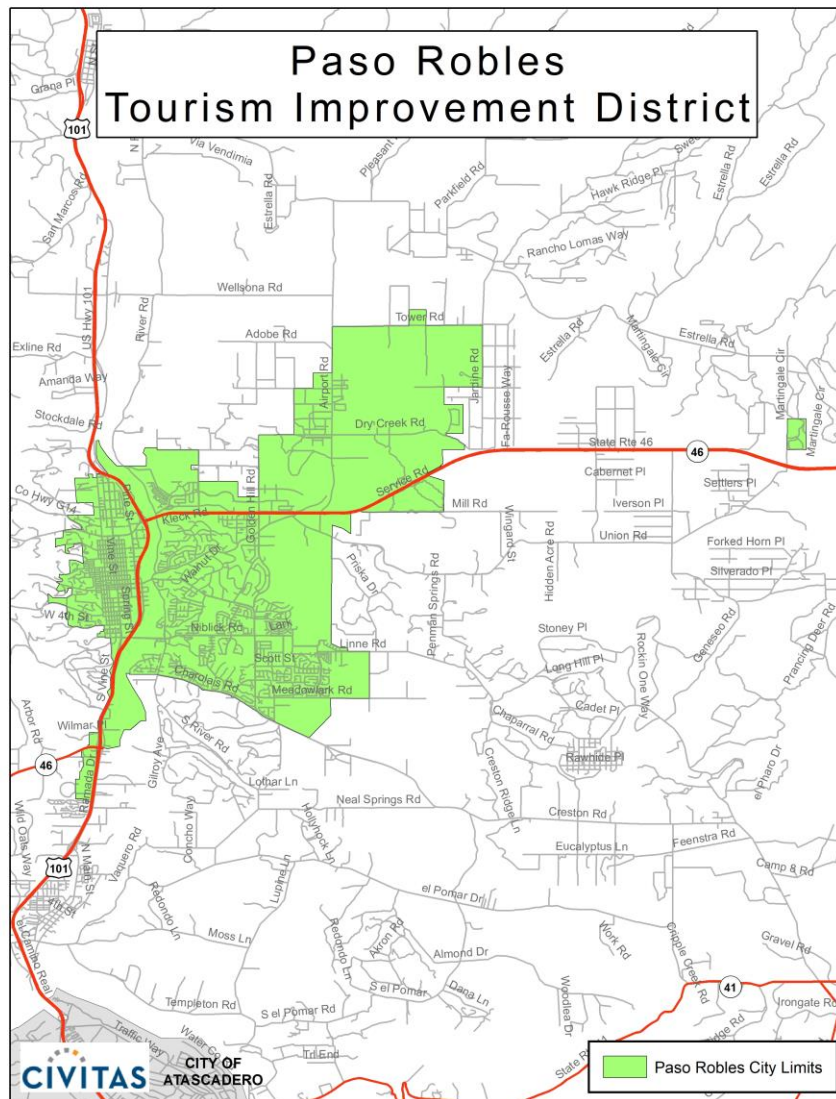 Paso Robles
Tourism Improvement District
N St
Grana Pl
101
San Marcos Rd
US Hwy 101
River Rd
Via Vendimia
Estrella Rd
Parkfield Rd
Hawk Ridge Pl
Estrella Rd
Estrella Rd
Rancho Lomas Way
Wellsona Rd
Tower Rd
Adobe Rd
Exline Rd
Amanda Way
Stockdale Rd
Airport Rd
Jardine Rd
Fa Rousse Way
Estrella Rd
Martingale Cir
Estrella Rd
Martingale Cir
Martingale Cir
Dry Creek Rd
State Rte 46
46
Cabernet Pl
Settlers Pl
Service Rd
Golden Hill Rd
Mill Rd
Iverson Pl
Co Hwy G14
Kleck Rd
Wingard St
Union Rd
Hidden Acre Rd
Forked Horn Pl
Silverado Pl
Vine St
Walnut Dr
Priska Dr
Penman Springs Rd
Spring St
W 4th St
Niblick Rd
Lark
Linne Rd
Stoney Pl
Geneseo Rd
Prancing Deer Rd
Rockin One Way
Scott St
Long Hill Pl
S Vine St
Charolais Rd
Meadowlark Rd
Cadet Pl
Arbor Rd
Wilmar Pl
S River Rd
Chaparral Rd
Rawhide Pl
46
Ramada Dr
Gilroy Ave
Lothar Ln
el Pharo Dr
Neal Springs Rd
Creston Ridge Ln
Creston Rd
Wild Oats Way
Concho Way
Hollyhock Ln
Eucalyptus Ln
Feenstra Rd
101
N Main St
Vaquero Rd
Lupine Ln
Camp 8 Rd
4th St
Redondo Ln
el Pomar Dr
el Camino Real
Moss Ln
Redondo Ln
Akron Rd
Almond Dr
Work Rd
Cripple Creek Rd
Gravel Rd
S el Pomar
Dana Ln
Woodlea Dr
41
Irongate Rd
Templeton Rd
S el Pomar Rd
Traffic Way
Water Co
Tri End
CIVITAS
CITY OF
ATASCADERO
Paso Robles City Limits